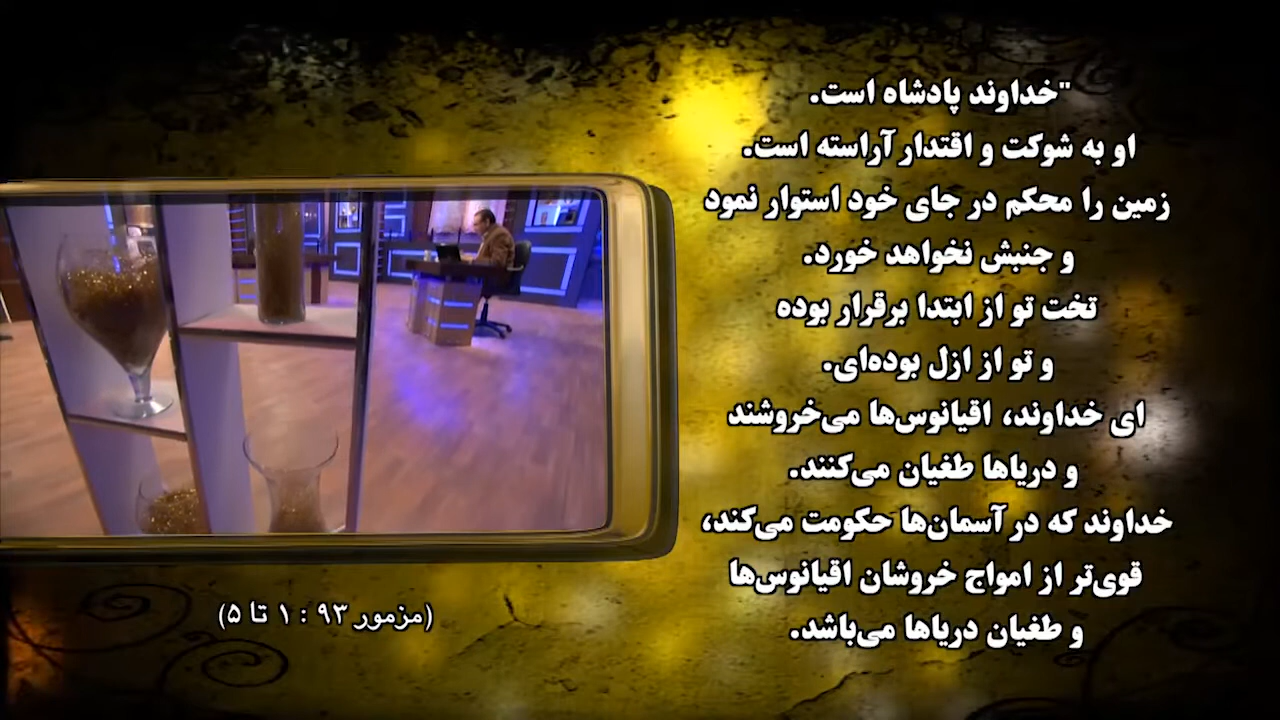 "خداوند پادشاه است.
او به شوکت و اقتدار آراسته است.
زمین را محکم در جای خود استوار نمود
و جنبش نخواهد خورد.
تخت تو از ابتدا برقرار بوده
و تو از ازل بوده‌ای.
ای خداوند، اقیانوس‌ها می‌خروشند
و دریاها طغیان می‌کنند.
خداوند که در آسمان‌ها حکومت می‌کند،
قوی‌تر از امواج خروشان اقیانوس‌ها
و طغیان دریاها می‌باشد.
(مزمور ۹۳ : ۱ تا ۵)